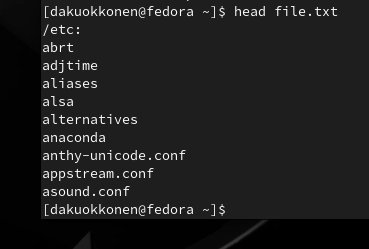 [dakuokkonen@fedora ~]$ head file.txt
/etc:
abrt
adjtime
aliases
alsa
alternatives
anaconda
anthy-unicode.conf
appstream.conf
asound.conf
[dakuokkonen@fedora ~]$